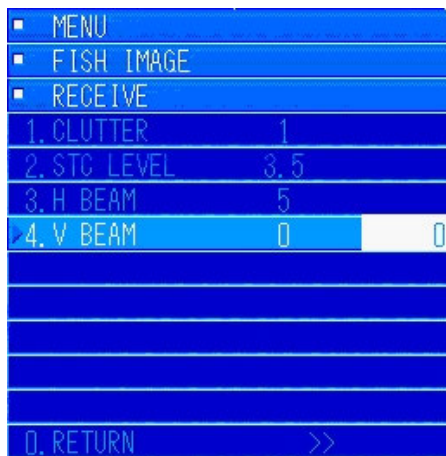 MENU
FISH IMAGE
RECEIVE
1. CLUTTER 1
2. STC LEVEL 3.5
3. H BEAM 5
4. V BEAM 0 0
0. RETURN >>